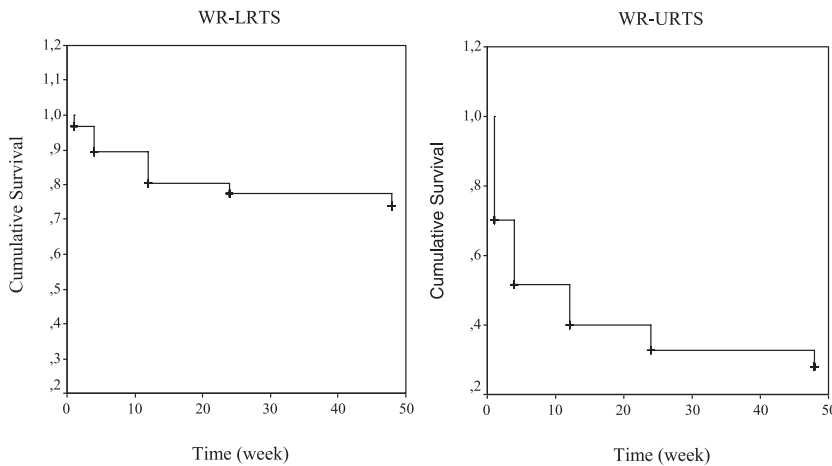 WR-LRTS
1,2
1,1
1,0
,9
,8
,7
,6
,5
,4
,3
,2
0 10 20 30 40 50
Cumulative Survival
Time (week)
WR-URTS
1,2
1,0
,8
,6
,4
,2
0 10 20 30 40 50
Cumulative Survival
Time (week)